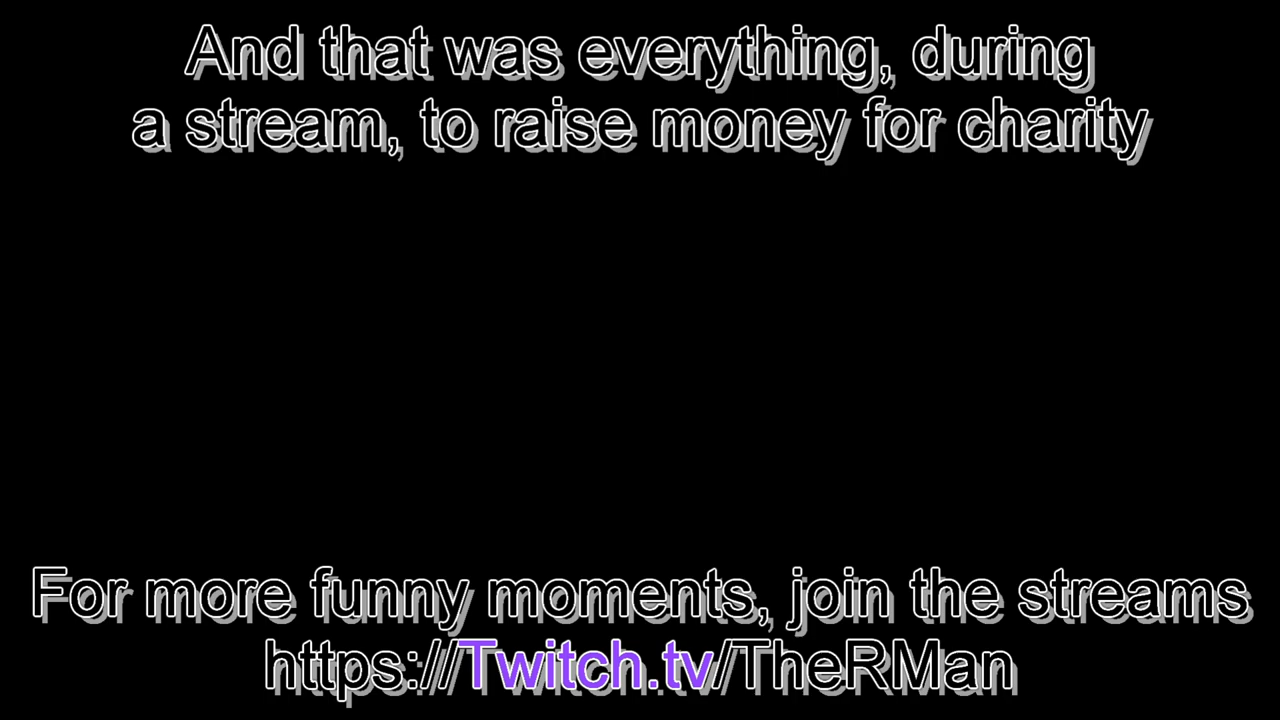 And that was everything, during
a stream, to raise money for charity
For more funny moments, join the streams
https://Twitch.tv/TheRMan